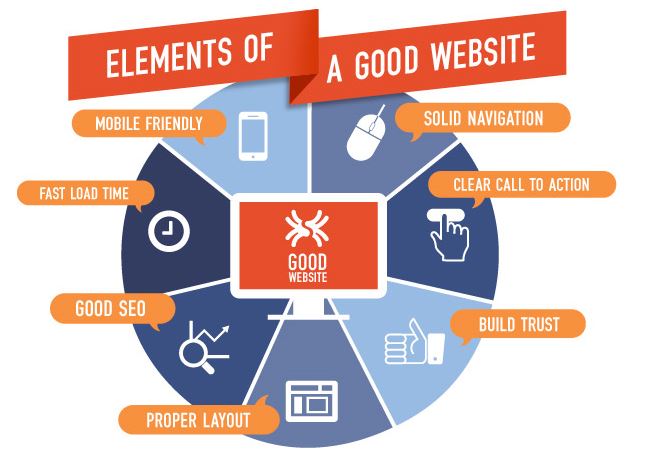 ELEMENTS OF
A GOOD WEBSITE
MOBILE FRIENDLY
SOLID NAVIGATION
FAST LOAD TIME
CLEAR CALL TO ACTION
GOOD
WEBSITE
GOOD SEO
BUILD TRUST
PROPER LAYOUT